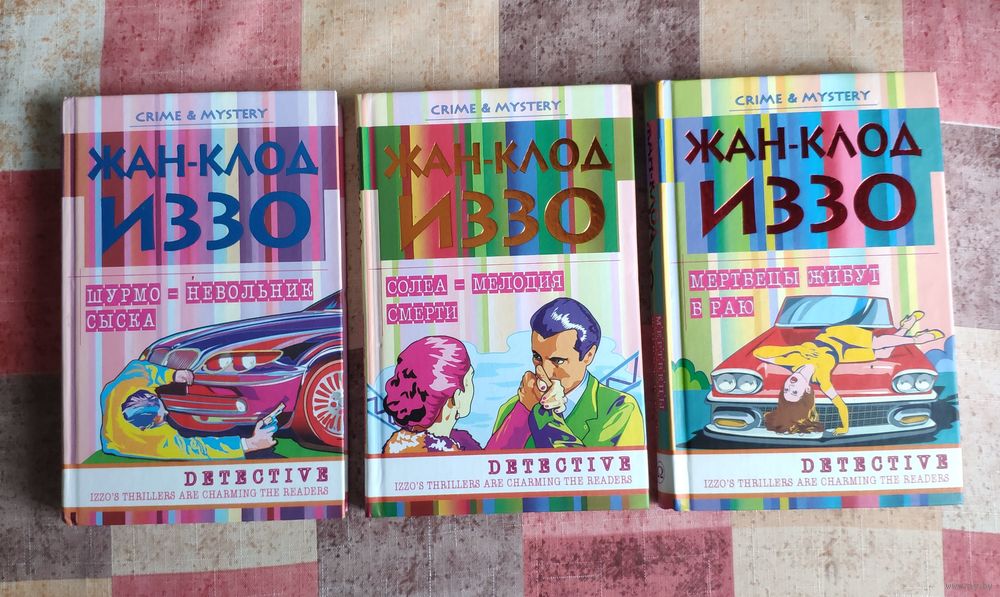 CRIME & MYSTERY
ЖАН-КЛОД
ИЗЗО
ШУРМО – НЕВОЛЬНИК
СЫСКА
DETECTIVE
IZZO'S THRILLERS ARE CHARMING THE READERS
CRIME & MYSTERY
ЖАН-КЛОД
ИЗЗО
СОЛЕА – МЕЛОДИЯ
СМЕРТИ
DETECTIVE
IZZO'S THRILLERS ARE CHARMING THE READERS
CRIME & MYSTERY
ЖАН-КЛОД
ИЗЗО
МЕРТВЕЦЫ ЖИВУТ
В РАЮ
DETECTIVE
IZZO'S THRILLERS ARE CHARMING THE READERS